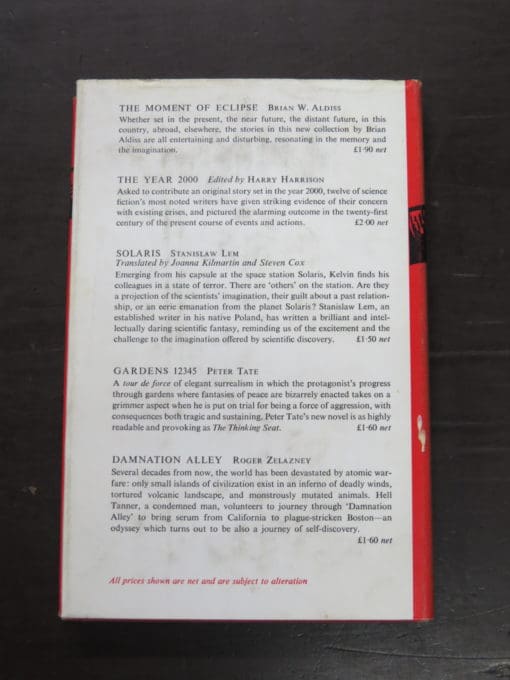 THE MOMENT OF ECLIPSE BRIAN W. ALDISS
Whether set in the present, the near future, the distant future, in this
country, abroad, elsewhere, the stories in this new collection by Brian
Aldiss are all entertaining and disturbing, resonating in the memory and
the imagination. £1·90 net
THE YEAR 2000 Edited by HARRY HARRISON
Asked to contribute an original story set in the year 2000, twelve of science
fiction's most noted writers have given striking evidence of their concern
with existing crises, and pictured the alarming outcome in the twenty-first
century of the present course of events and actions. £2·00 net
SOLARIS STANISLAW LEM
Translated by Joanna Kilmartin and Steven Cox
Emerging from his capsule at the space station Solaris, Kelvin finds his
colleagues in a state of terror. There are 'others' on the station. Are they
a projection of the scientists' imagination, their guilt about a past relation-
ship, or an eerie emanation from the planet Solaris? Stanislaw Lem, an
established writer in his native Poland, has written a brilliant and intel-
lectually daring scientific fantasy, reminding us of the excitement and the
challenge to the imagination offered by scientific discovery. £1·50 net
GARDENS 12345 PETER TATE
A tour de force of elegant surrealism in which the protagonist's progress
through gardens where fantasies of peace are bizarrely enacted takes on a
grimmer aspect when he is put on trial for being a force of aggression, with
consequences both tragic and sustaining. Peter Tate's new novel is as highly
readable and provoking as The Thinking Seat. £1·60 net
DAMNATION ALLEY ROGER ZELAZNEY
Several decades from now, the world has been devastated by atomic war-
fare: only small islands of civilization exist in an inferno of deadly winds,
tortured volcanic landscape, and monstrously mutated animals. Hell
Tanner, a condemned man, volunteers to journey through 'Damnation
Alley' to bring serum from California to plague-stricken Boston—an
odyssey which turns out to be also a journey of self-discovery.
£1·60 net
All prices shown are net and are subject to alteration